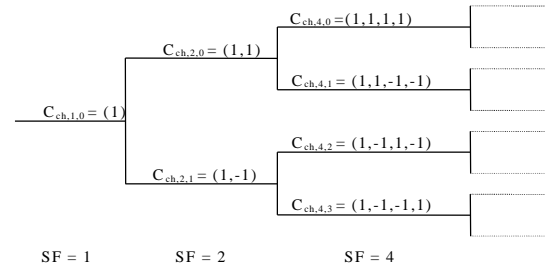 C_ch,4,0 =(1,1,1,1)
C_ch,2,0 = (1,1)
C_ch,4,1 = (1,1,-1,-1)
C_ch,1,0 = (1)
C_ch,4,2 = (1,-1,1,-1)
C_ch,2,1 = (1,-1)
C_ch,4,3 = (1,-1,-1,1)
SF = 1 SF = 2 SF = 4